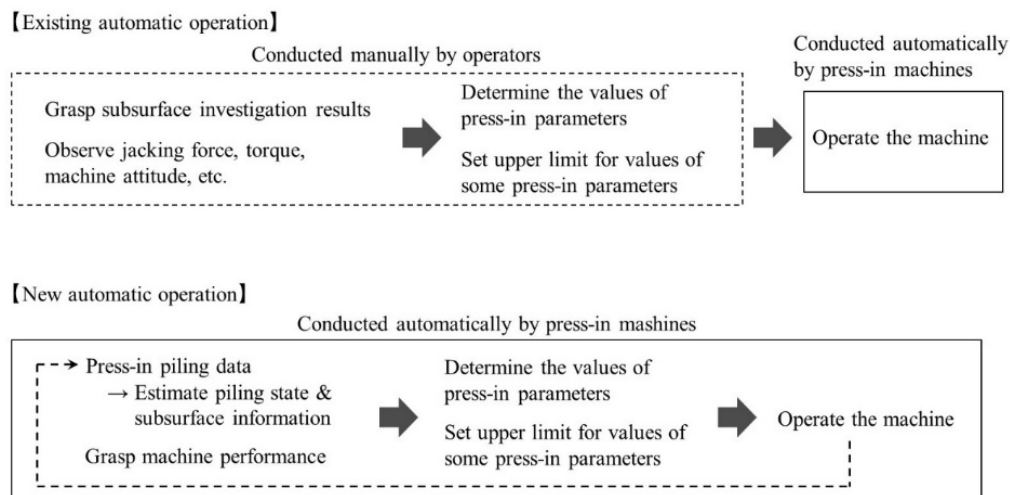 【Existing automatic operation】
Conducted manually by operators
Conducted automatically
by press-in machines
Grasp subsurface investigation results
Observe jacking force, torque,
machine attitude, etc.
Determine the values of
press-in parameters
Set upper limit for values of
some press-in parameters
Operate the machine
【New automatic operation】
Conducted automatically by press-in mashines
Press-in piling data
→ Estimate piling state &
subsurface information
Grasp machine performance
Determine the values of
press-in parameters
Set upper limit for values of
some press-in parameters
Operate the machine